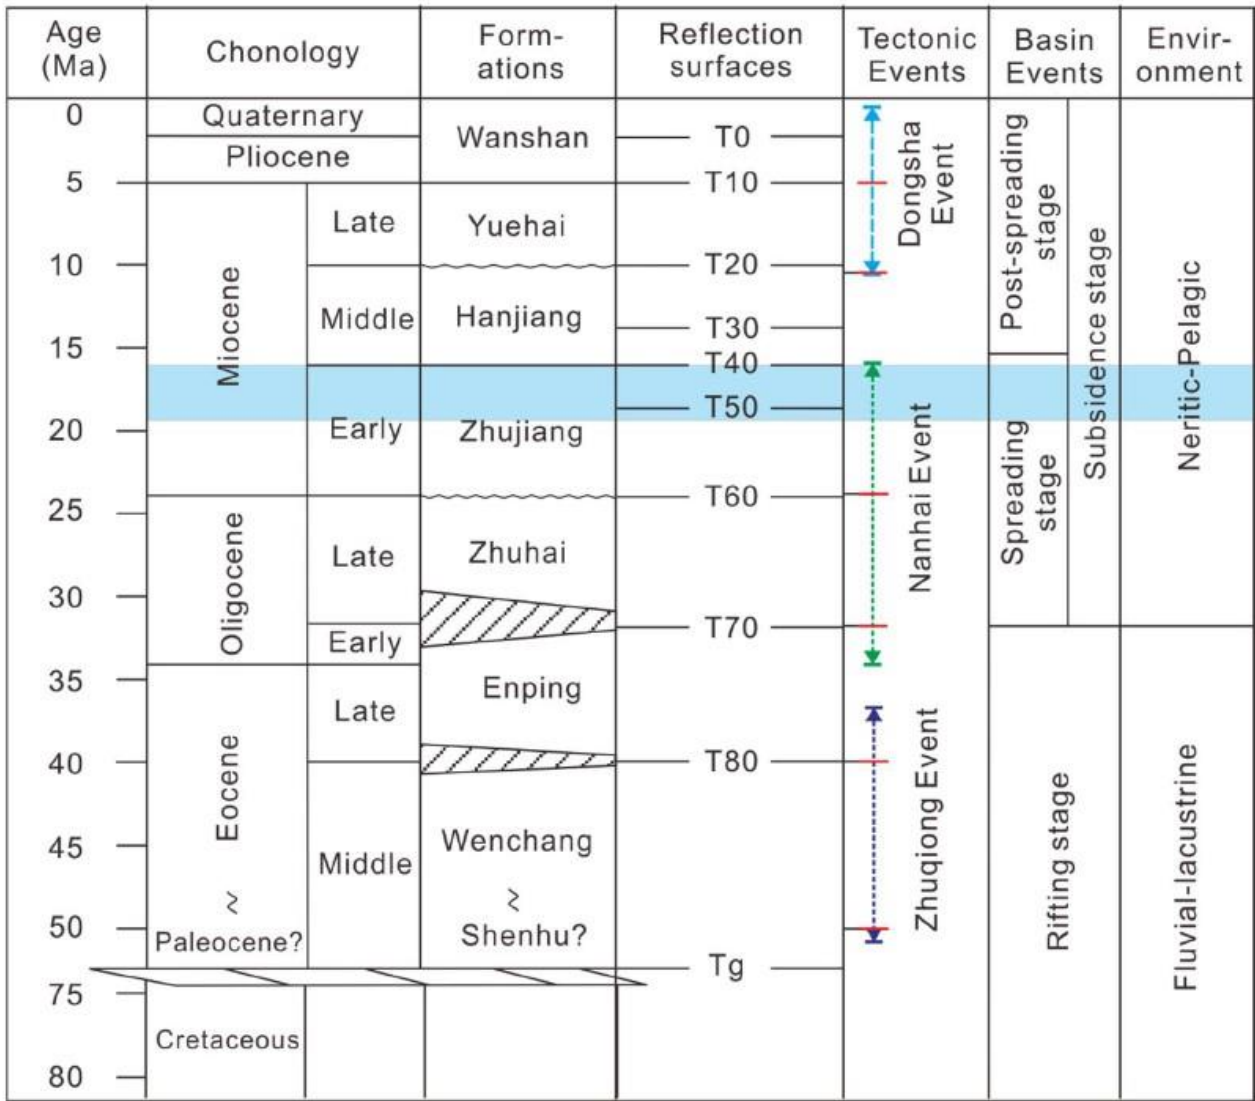 Age
(Ma)
Chonology
Form-
ations
Reflection
surfaces
Tectonic
Events
Basin
Events
Envir-
onment
0
5
10
15
20
25
30
35
40
45
50
75
80
Quaternary
Pliocene
Miocene
Late
Middle
Early
Oligocene
Late
Early
Eocene
~
Paleocene?
Late
Middle
Cretaceous
Wanshan
Yuehai
Hanjiang
Zhujiang
Zhuhai
Enping
Wenchang
~
Shenhu?
T0
T10
T20
T30
T40
T50
T60
T70
T80
Tg
Dongsha
Event
Nanhai Event
Zhuqiong Event
Post-spreading
stage
Spreading
stage
Subsidence stage
Rifting stage
Neritic-Pelagic
Fluvial-lacustrine